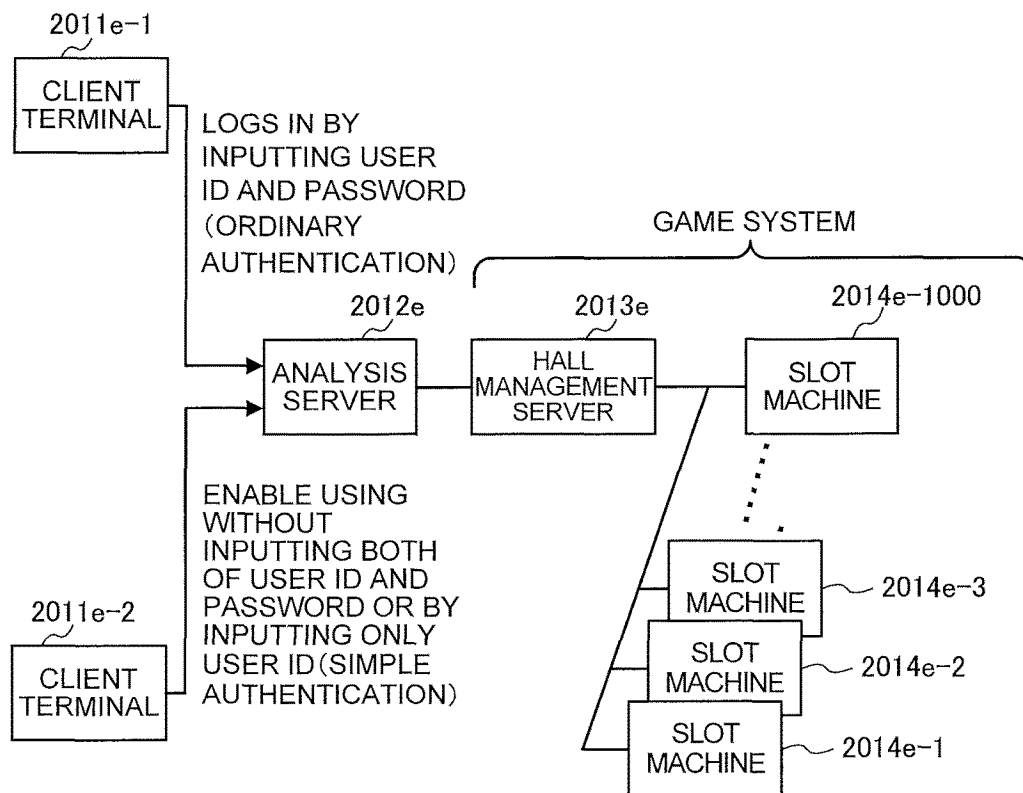 2011e-1
CLIENT
TERMINAL
LOGS IN BY
INPUTTING USER
ID AND PASSWORD
(ORDINARY
AUTHENTICATION)
GAME SYSTEM
2012e
ANALYSIS
SERVER
2013e
HALL
MANAGEMENT
SERVER
2014e-1000
SLOT
MACHINE
ENABLE USING
WITHOUT
INPUTTING BOTH
OF USER ID AND
PASSWORD OR BY
INPUTTING ONLY
USER ID(SIMPLE
AUTHENTICATION)
2011e-2
CLIENT
TERMINAL
SLOT
MACHINE
2014e-3
SLOT
MACHINE
2014e-2
SLOT
MACHINE
2014e-1